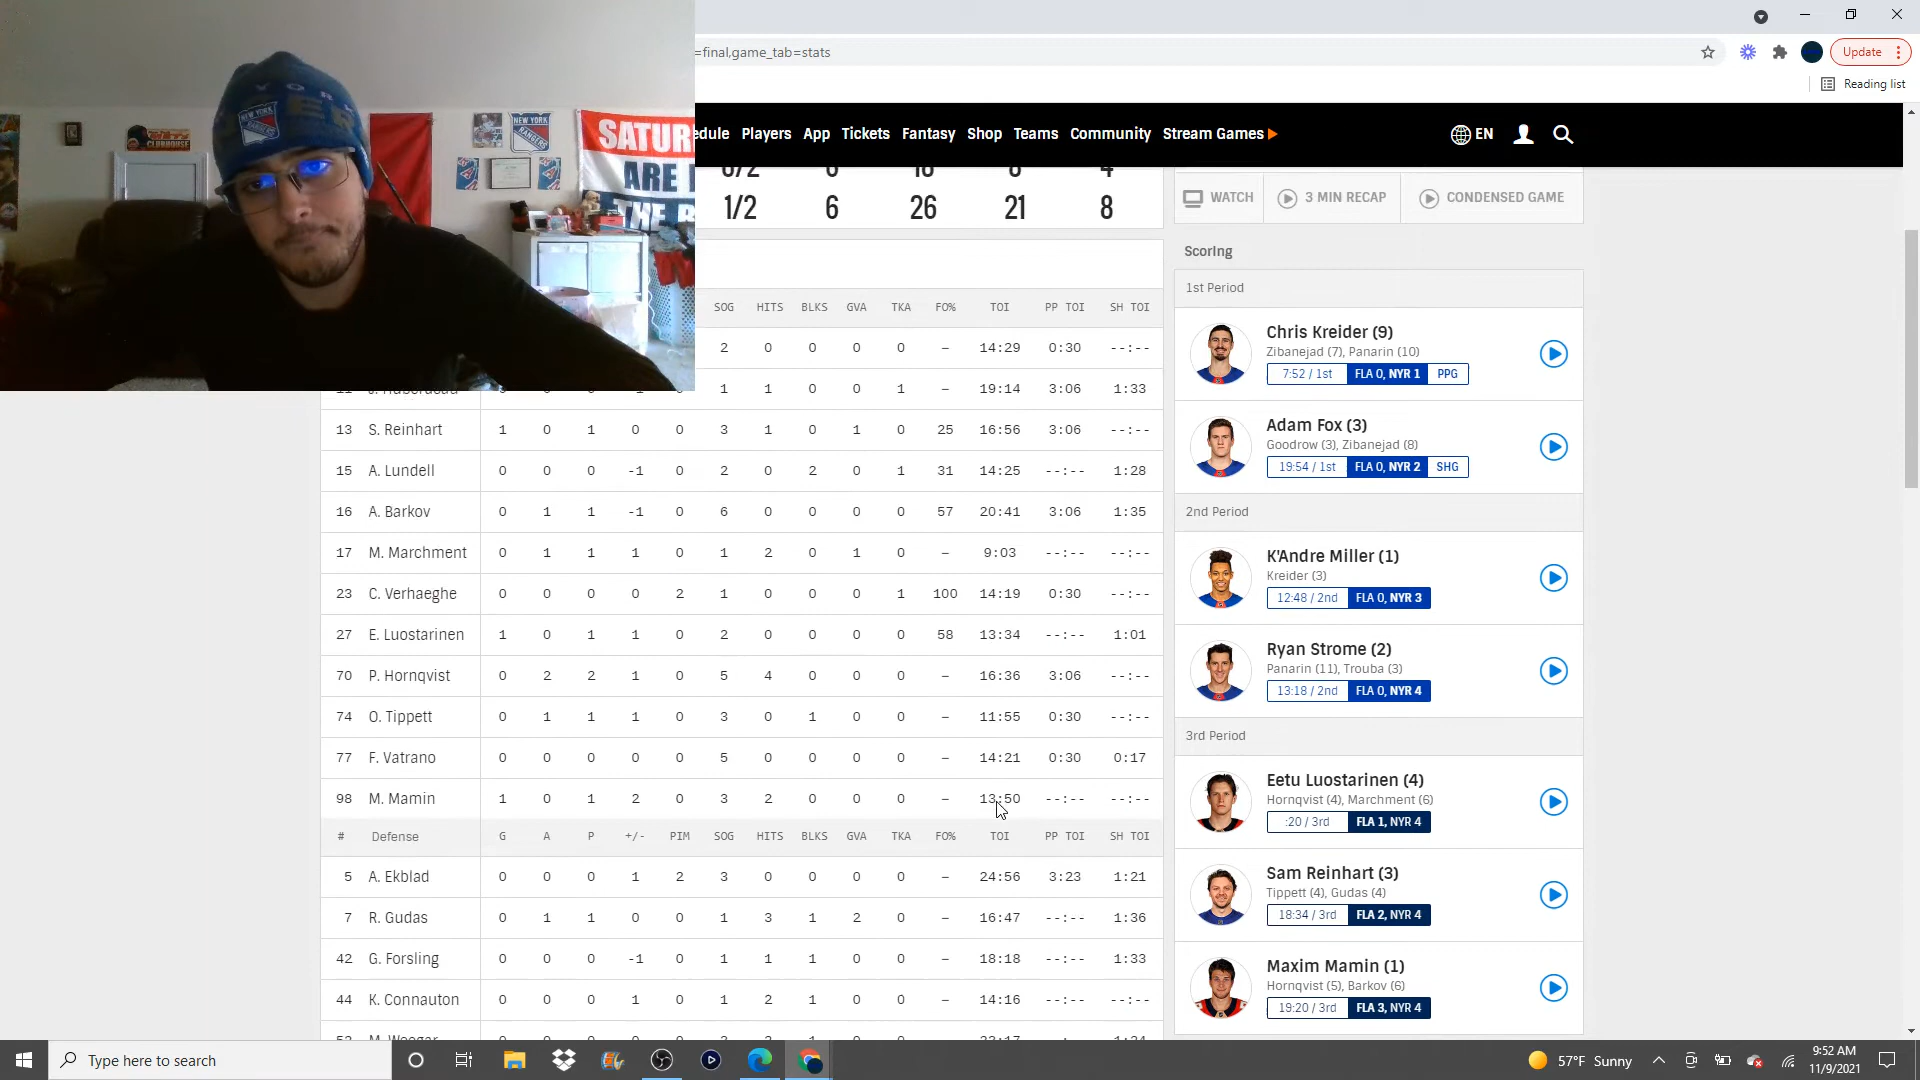 =final,game_tab=stats
Update
Reading list
Players App Tickets Fantasy Shop Teams Community Stream Games
EN
NEW YORK
SATUR
ARE
THE
1/2 6 26 21 8
WATCH 3 MIN RECAP CONDENSED GAME
Scoring
SOG HITS BLKS GVA TKA FO% TOI PP TOI SH TOI
2 0 0 0 0 – 14:29 0:30 --:--
1 1 0 0 1 – 19:14 3:06 1:33
13 S. Reinhart 1 0 1 0 0 3 1 0 1 0 25 16:56 3:06 --:--
15 A. Lundell 0 0 0 -1 0 2 0 2 0 1 31 14:25 --:-- 1:28
16 A. Barkov 0 1 1 -1 0 6 0 0 0 0 57 20:41 3:06 1:35
17 M. Marchment 0 1 1 1 0 1 2 0 1 0 – 9:03 --:-- --:--
23 C. Verhaeghe 0 0 0 0 2 1 0 0 0 1 100 14:19 0:30 --:--
27 E. Luostarinen 1 0 1 1 0 2 0 0 0 0 58 13:34 --:-- 1:01
70 P. Hornqvist 0 2 2 1 0 5 4 0 0 0 – 16:36 3:06 --:--
74 O. Tippett 0 1 1 1 0 3 0 1 0 0 – 11:55 0:30 --:--
77 F. Vatrano 0 0 0 0 0 5 0 0 0 0 – 14:21 0:30 0:17
98 M. Mamin 1 0 1 2 0 3 2 0 0 0 – 13:50 --:-- --:--
# Defense G A P +/- PIM SOG HITS BLKS GVA TKA FO% TOI PP TOI SH TOI
5 A. Ekblad 0 0 0 1 2 3 0 0 0 0 – 24:56 3:23 1:21
7 R. Gudas 0 1 1 0 0 1 3 1 2 0 – 16:47 --:-- 1:36
42 G. Forsling 0 0 0 -1 0 1 1 1 0 0 – 18:18 --:-- 1:33
44 K. Connauton 0 0 0 1 0 1 2 1 0 0 – 14:16 --:-- --:--
1st Period
Chris Kreider (9)
Zibanejad (7), Panarin (10)
7:52 / 1st FLA 0, NYR 1 PPG
Adam Fox (3)
Goodrow (3), Zibanejad (8)
19:54 / 1st FLA 0, NYR 2 SHG
2nd Period
K'Andre Miller (1)
Kreider (3)
12:48 / 2nd FLA 0, NYR 3
Ryan Strome (2)
Panarin (11), Trouba (3)
13:18 / 2nd FLA 0, NYR 4
3rd Period
Eetu Luostarinen (4)
Hornqvist (4), Marchment (6)
:20 / 3rd FLA 1, NYR 4
Sam Reinhart (3)
Tippett (4), Gudas (4)
18:34 / 3rd FLA 2, NYR 4
Maxim Mamin (1)
Hornqvist (5), Barkov (6)
19:20 / 3rd FLA 3, NYR 4
Type here to search
57°F Sunny
9:52 AM
11/9/2021